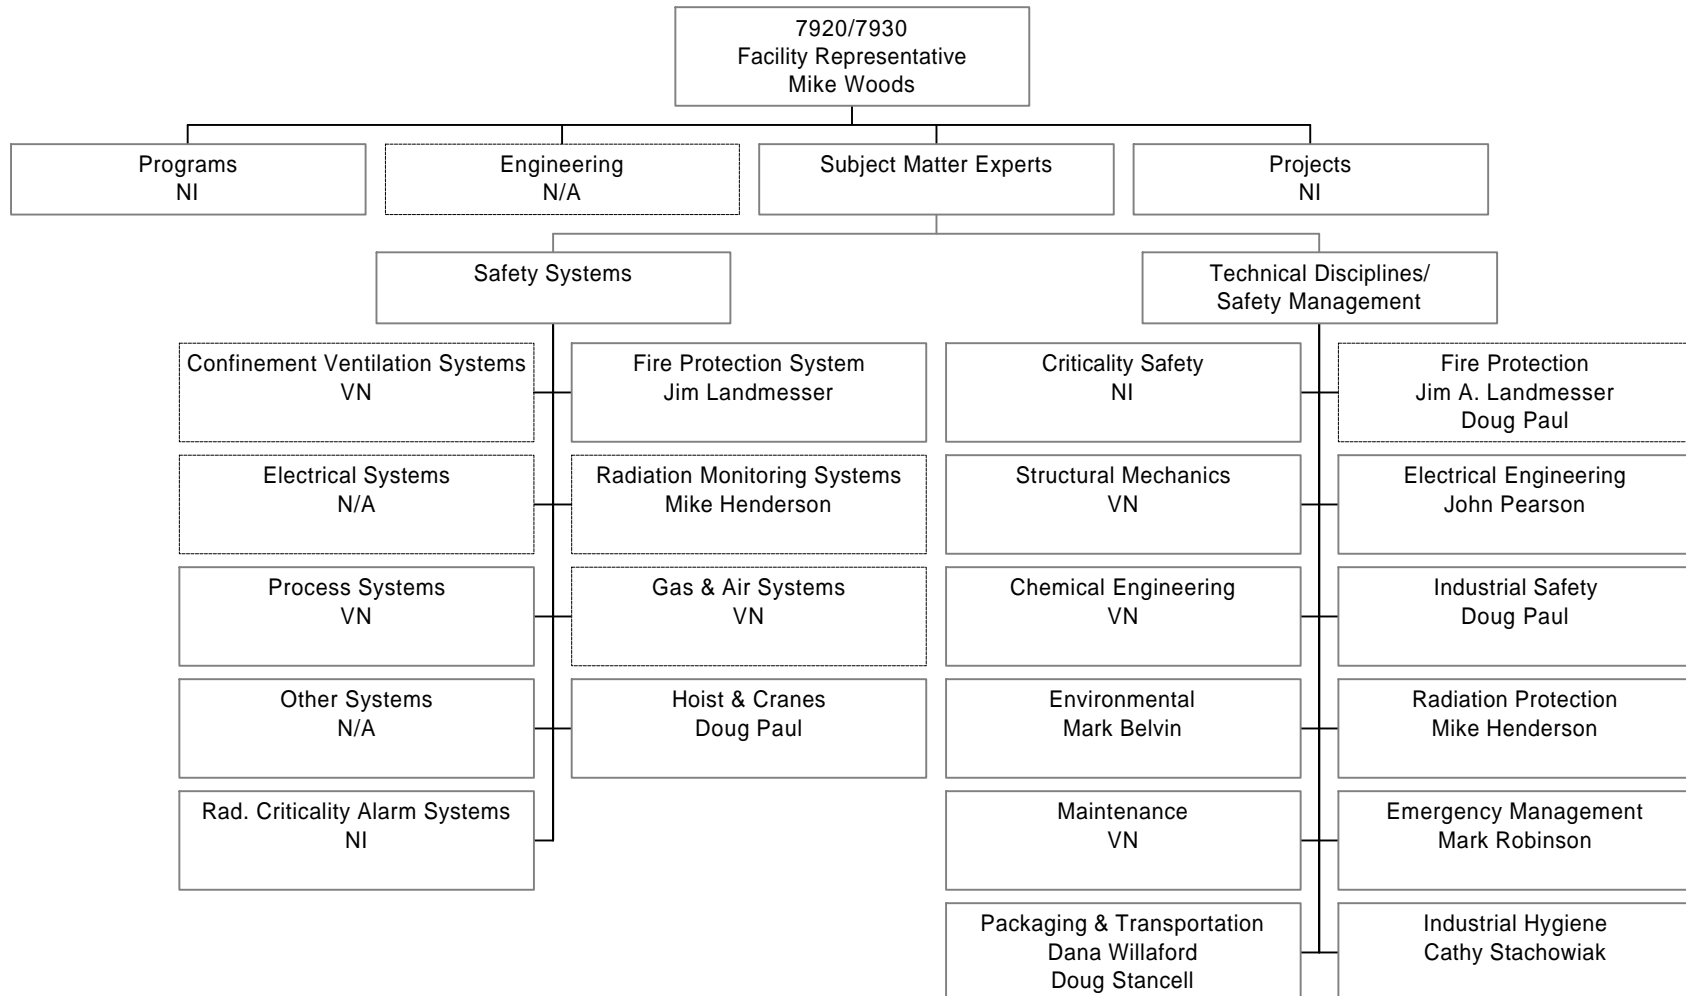 7920/7930
Facility Representative
Mike Woods
Programs
NI
Engineering
N/A
Subject Matter Experts
Projects
NI
Safety Systems
Technical Disciplines/
Safety Management
Confinement Ventilation Systems
VN
Fire Protection System
Jim Landmesser
Electrical Systems
N/A
Radiation Monitoring Systems
Mike Henderson
Process Systems
VN
Gas & Air Systems
VN
Other Systems
N/A
Hoist & Cranes
Doug Paul
Rad. Criticality Alarm Systems
NI
Criticality Safety
NI
Fire Protection
Jim A. Landmesser
Doug Paul
Structural Mechanics
VN
Electrical Engineering
John Pearson
Chemical Engineering
VN
Industrial Safety
Doug Paul
Environmental
Mark Belvin
Radiation Protection
Mike Henderson
Maintenance
VN
Emergency Management
Mark Robinson
Packaging & Transportation
Dana Willaford
Doug Stancell
Industrial Hygiene
Cathy Stachowiak